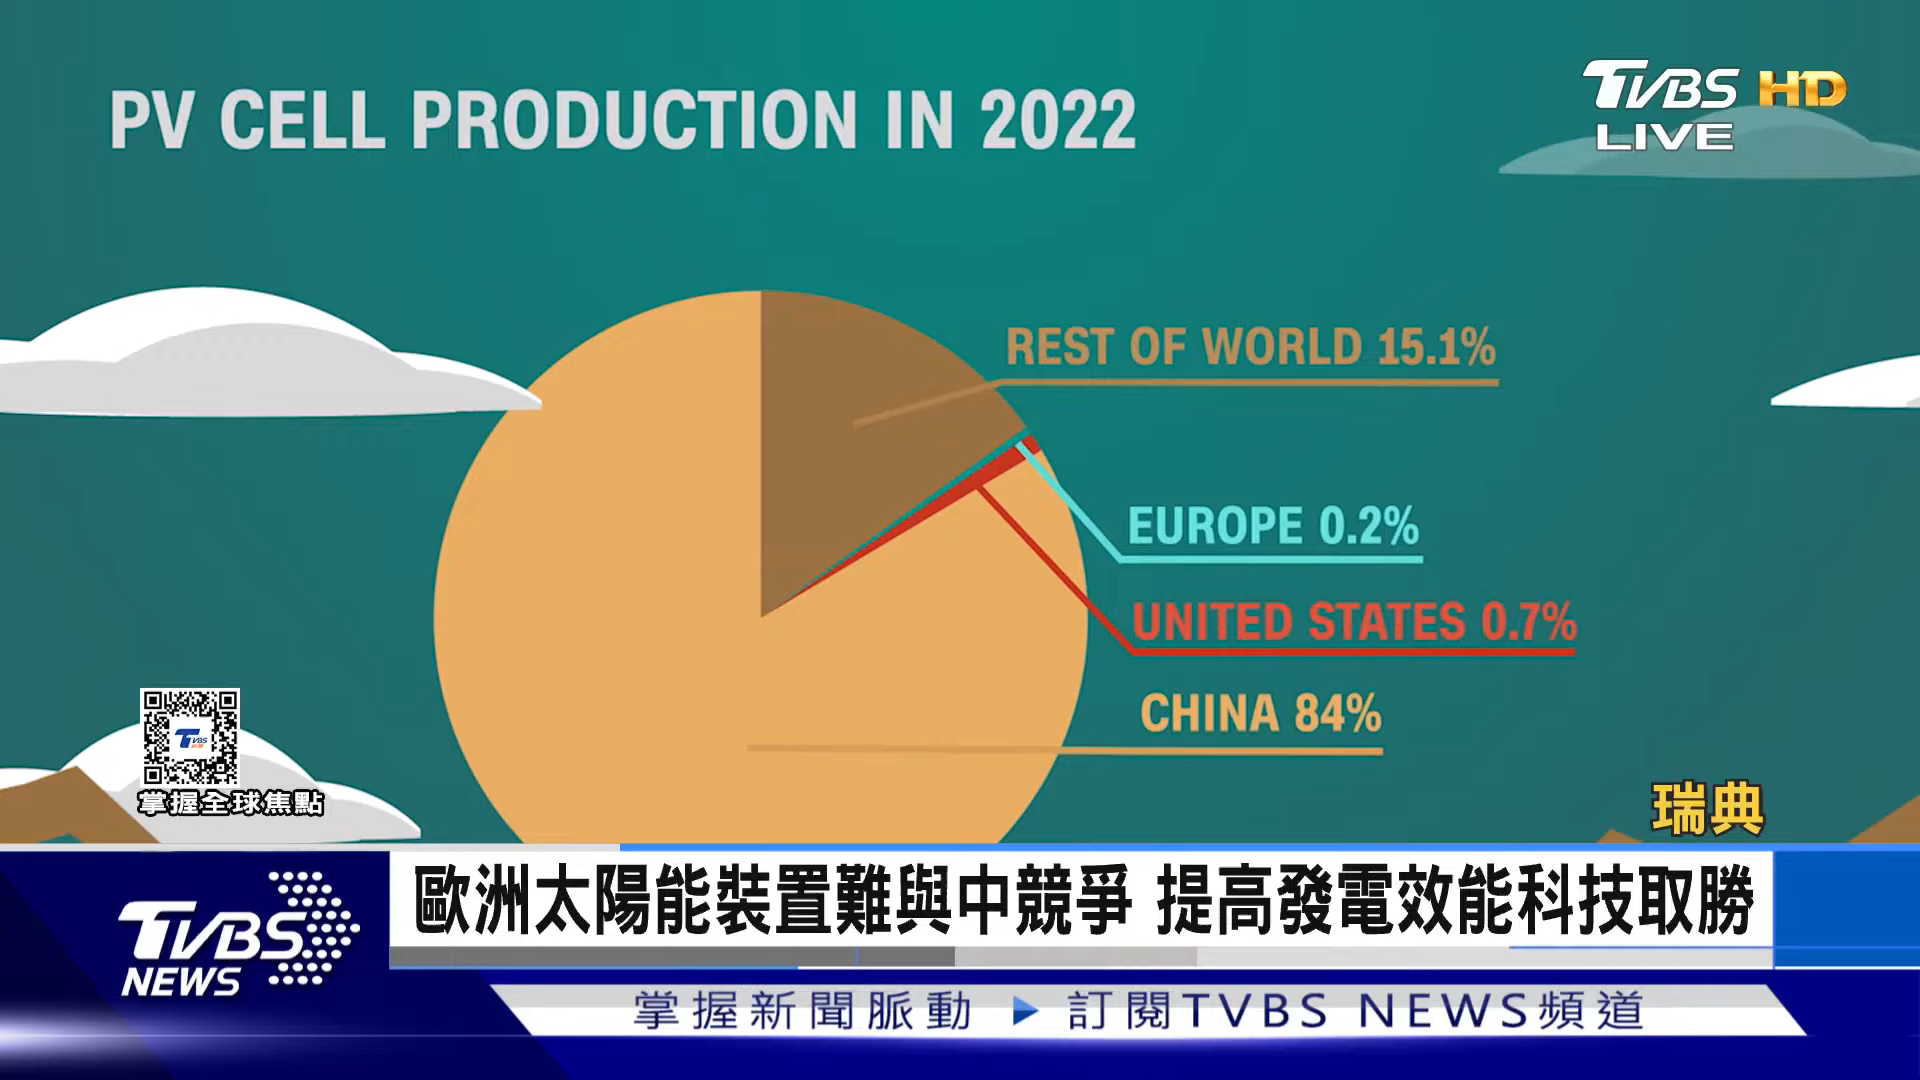 PV CELL PRODUCTION IN 2022
TVBS HD
LIVE
REST OF WORLD 15.1%
EUROPE 0.2%
UNITED STATES 0.7%
CHINA 84%
TVBS
掌握全球焦點
瑞典
歐洲太陽能裝置難與中競爭 提高發電效能科技取勝
TVBS
NEWS
掌握新聞脈動 ▶ 訂閱TVBS NEWS頻道